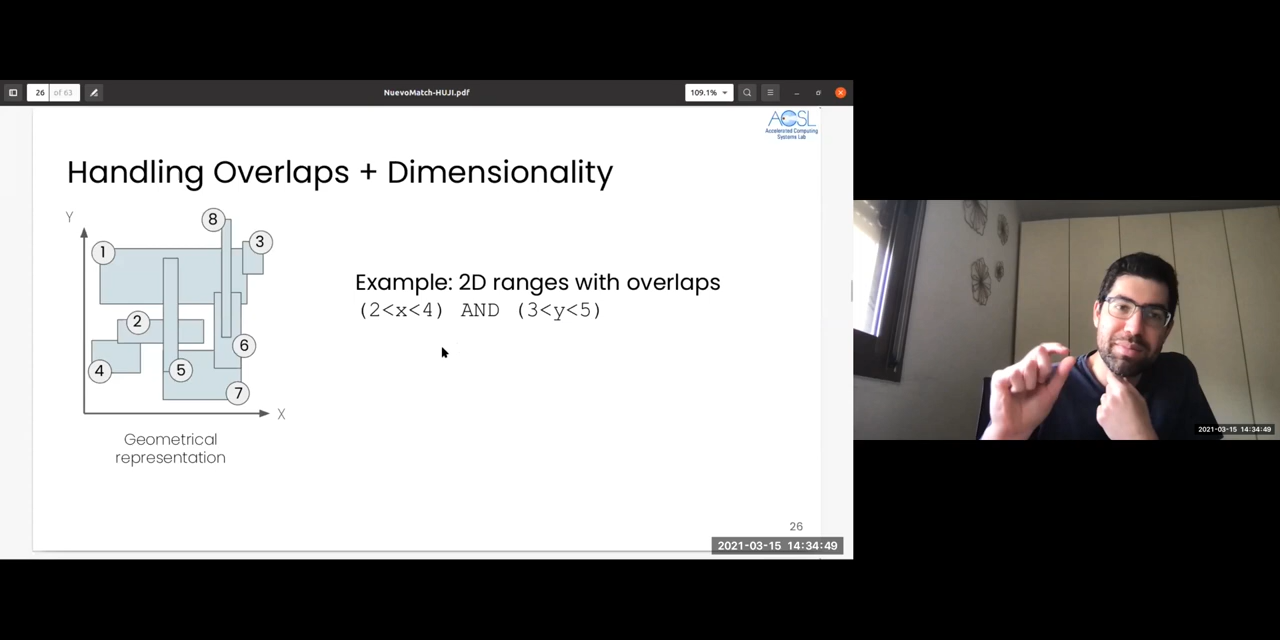 26 of 63
NuevoMatch-HUJI.pdf
109.1%
ACSL
Accelerated Computing
Systems Lab
Handling Overlaps + Dimensionality
Y
8
3
1
Example: 2D ranges with overlaps
(2<x<4) AND (3<y<5)
2
6
4
5
7
X
Geometrical
representation
26
2021-03-15 14:34:49
2021-03-15 14:34:49